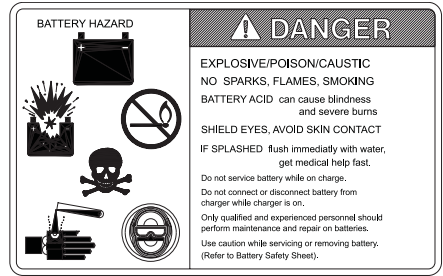 BATTERY HAZARD
DANGER
EXPLOSIVE/POISON/CAUSTIC
NO SPARKS, FLAMES, SMOKING
BATTERY ACID can cause blindness
and severe burns
SHIELD EYES, AVOID SKIN CONTACT
IF SPLASHED flush immediatly with water,
get medical help fast.
Do not service battery while on charge.
Do not connect or disconnect battery from
charger while charger is on.
Only qualified and experienced personnel should
perform maintenance and repair on batteries.
Use caution while servicing or removing battery.
(Refer to Battery Safety Sheet).